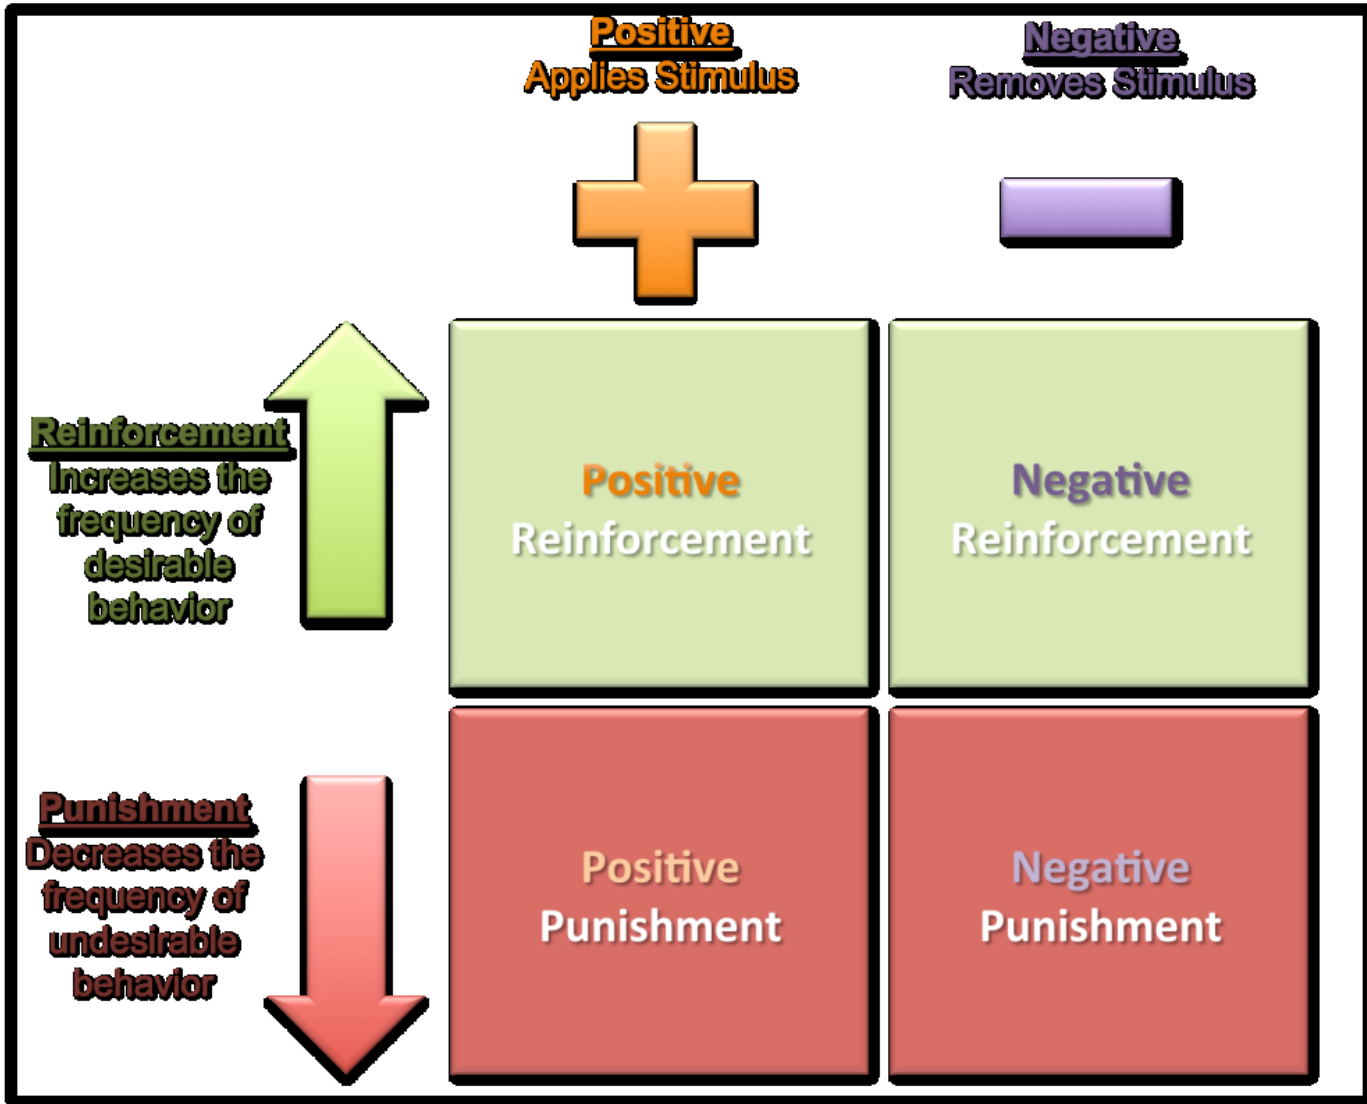 Positive
Applies Stimulus
Negative
Removes Stimulus
Reinforcement
Increases the
frequency of
desirable
behavior
Positive
Reinforcement
Negative
Reinforcement
Punishment
Decreases the
frequency of
undesirable
behavior
Positive
Punishment
Negative
Punishment